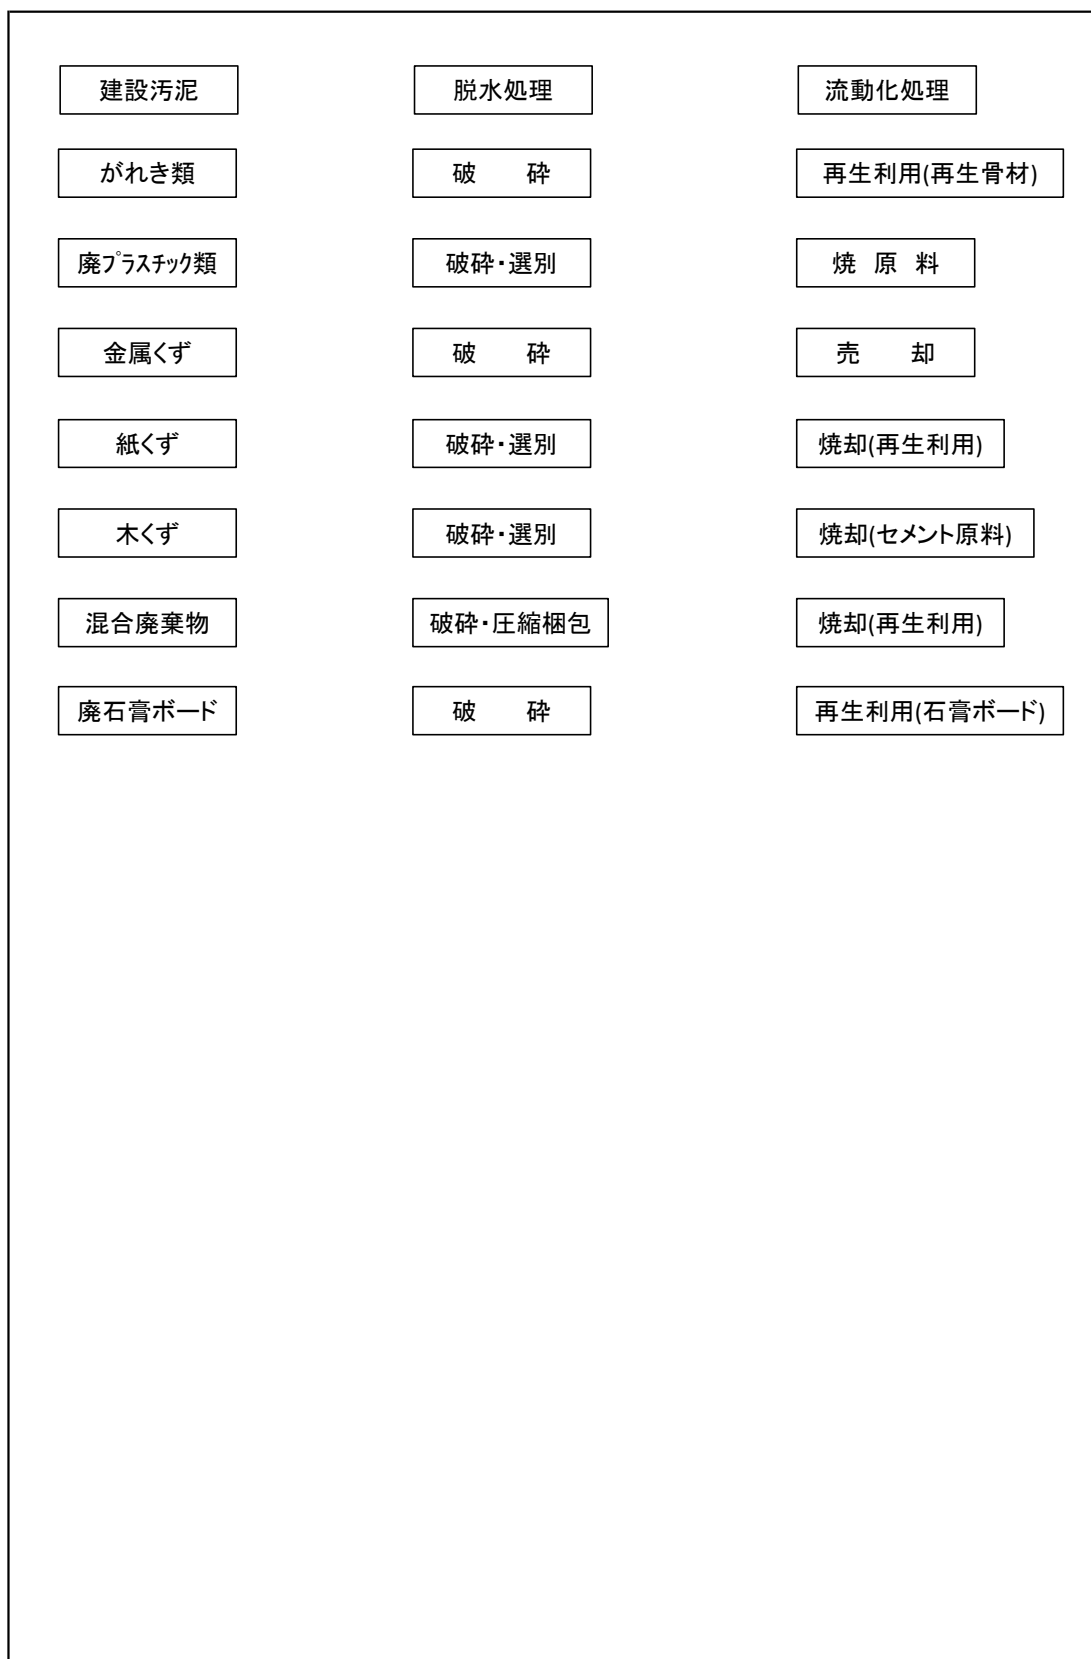 建設汚泥 脱水処理 流動化処理
がれき類 破　　砕 再生利用(再生骨材)
廃プラスチック類 破砕・選別 焼　原　料
金属くず 破　　砕 売　　却
紙くず 破砕・選別 焼却(再生利用)
木くず 破砕・選別 焼却(セメント原料)
混合廃棄物 破砕・圧縮梱包 焼却(再生利用)
廃石膏ボード 破　　砕 再生利用(石膏ボード)